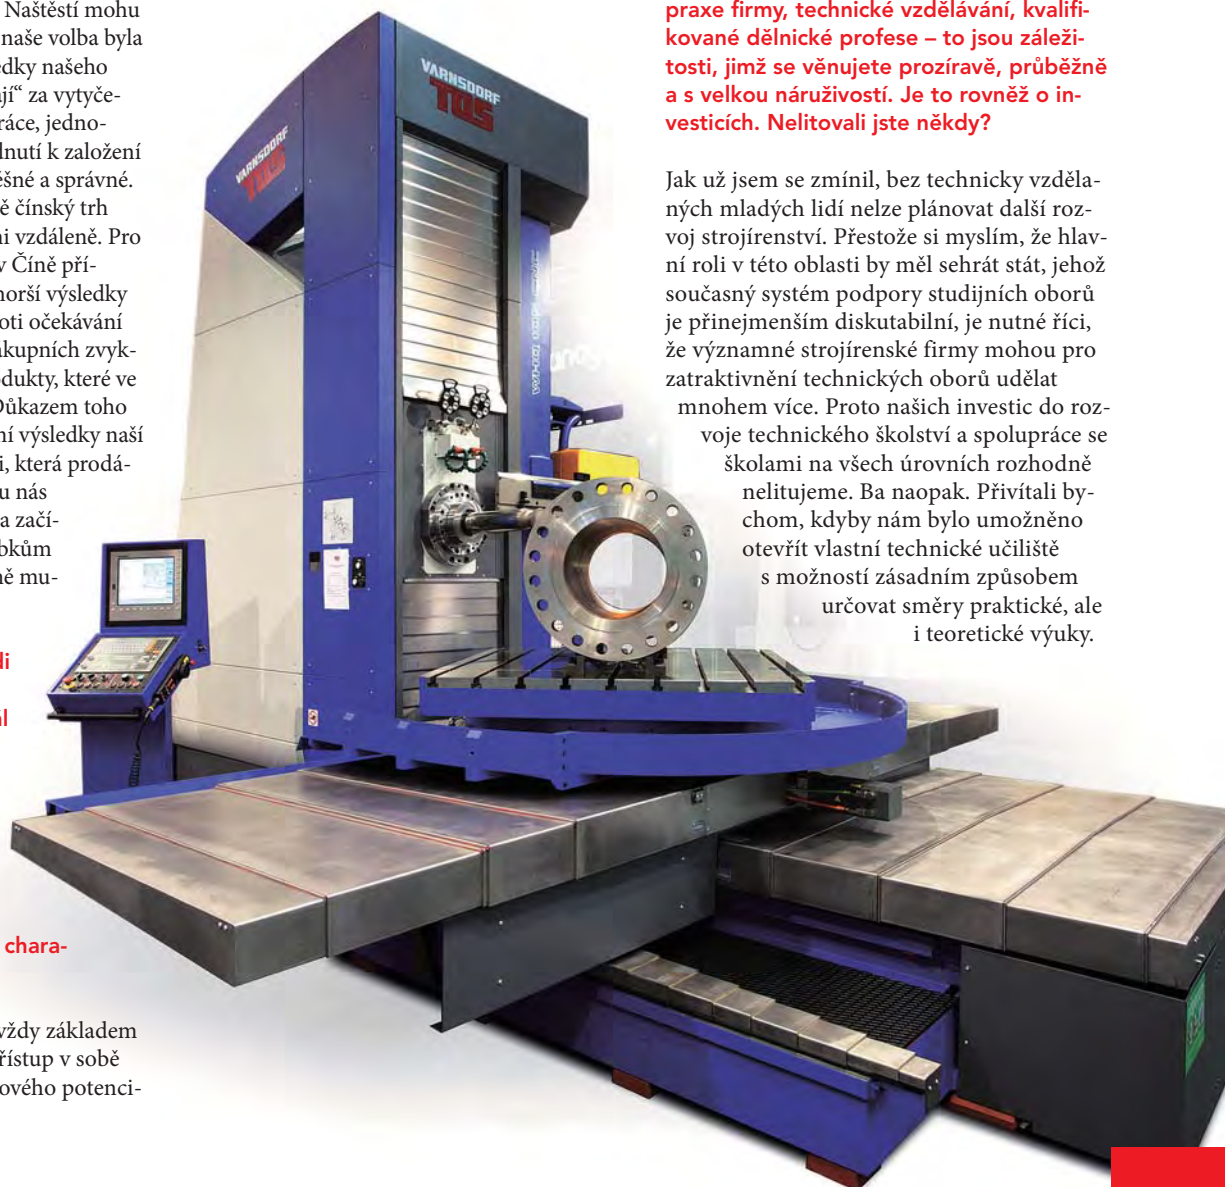 Naštěstí mohu
naše volba byla
edky našeho
jí“ za vytyče-
ráce, jedno-
dnutí k založení
ěšné a správné.
ě čínský trh
ni vzdáleně. Pro
v Číně pří-
horší výsledky
oti očekávání
ákupních zvyk-
dukty, které ve
Důkazem toho
ní výsledky naší
i, která prodá-
u nás
a začí-
bkům
ně mu-
di
al
chara-
vždy základem
řístup v sobě
ového potenci-
VARNSDORF
TOS
VARNSDORF
TOS
praxe firmy, technické vzdělávání, kvalifi-
kované dělnické profese – to jsou záleži-
tosti, jimž se věnujete prozíravě, průběžně
a s velkou náruživostí. Je to rovněž o in-
vesticích. Nelitovali jste někdy?
Jak už jsem se zmínil, bez technicky vzděla-
ných mladých lidí nelze plánovat další roz-
voj strojírenství. Přestože si myslím, že hlav-
ní roli v této oblasti by měl sehrát stát, jehož
současný systém podpory studijních oborů
je přinejmenším diskutabilní, je nutné říci,
že významné strojírenské firmy mohou pro
zatraktivnění technických oborů udělat
mnohem více. Proto našich investic do roz-
voje technického školství a spolupráce se
školami na všech úrovních rozhodně
nelitujeme. Ba naopak. Přivítali by-
chom, kdyby nám bylo umožněno
otevřít vlastní technické učiliště
s možností zásadním způsobem
určovat směry praktické, ale
i teoretické výuky.